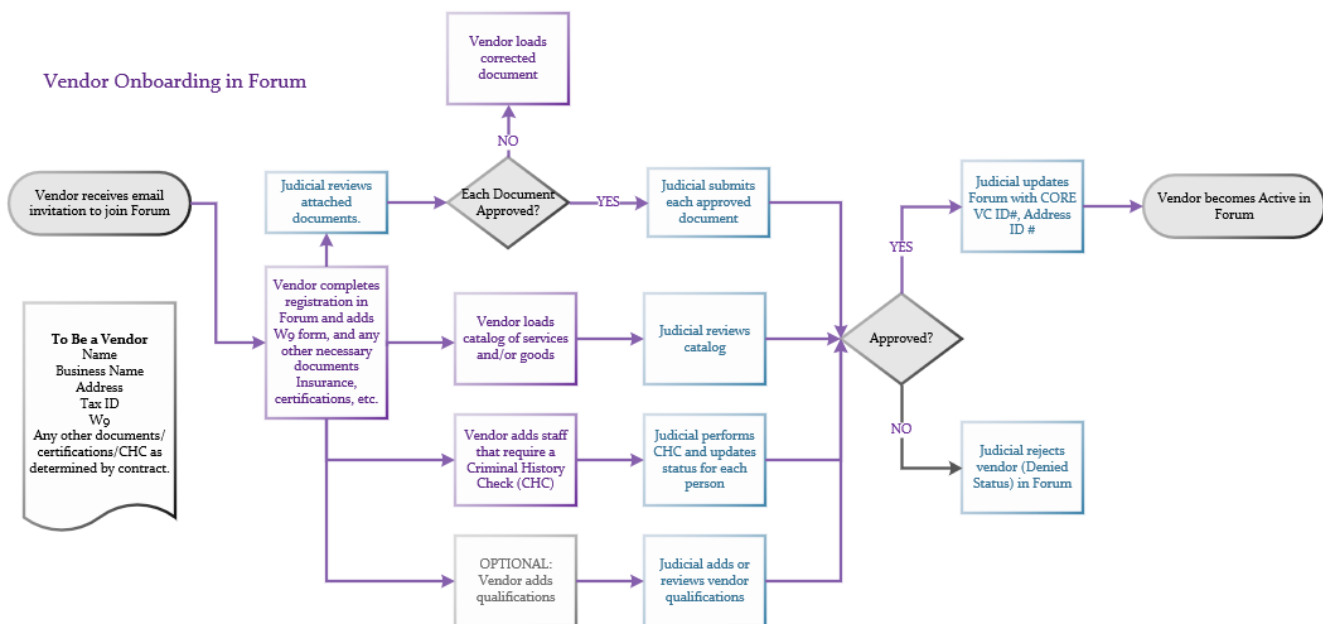 Vendor Onboarding in Forum
Vendor loads
corrected
document
NO
Vendor receives email
invitation to join Forum
Judicial reviews
attached
documents.
Each Document
Approved?
YES
Judicial submits
each approved
document
Judicial updates
Forum with CORE
VC ID#, Address
ID #
Vendor becomes Active in
Forum
YES
To Be a Vendor
Name
Business Name
Address
Tax ID
W9
Any other documents/
certifications/CHC as
determined by contract.
Vendor completes
registration in
Forum and adds
W9 form, and any
other necessary
documents
Insurance,
certifications, etc.
Vendor loads
catalog of services
and/or goods
Judicial reviews
catalog
Approved?
NO
Vendor adds staff
that require a
Criminal History
Check (CHC)
Judicial performs
CHC and updates
status for each
person
Judicial rejects
vendor (Denied
Status) in Forum
OPTIONAL:
Vendor adds
qualifications
Judicial adds or
reviews vendor
qualifications